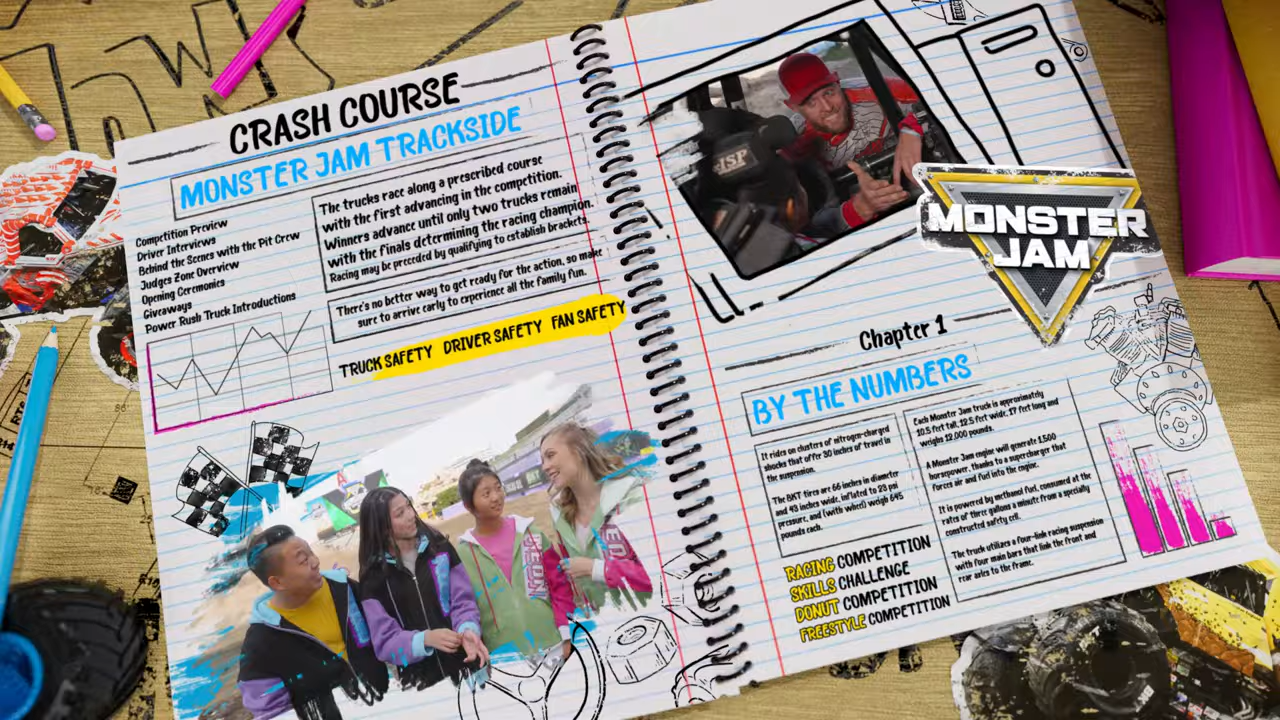 CRASH COURSE
MONSTER JAM TRACKSIDE
Competition Preview
Driver Interviews
Behind the Scenes with the Pit Crew
Judges Zone Overview
Opening Ceremonies
Giveaways
Power Rush Truck Introductions
The trucks race along a prescribed course
with the first advancing in the competition.
Winners advance until only two trucks remain
with the finals determining the racing champion.
Racing may be preceded by qualifying to establish brackets.
There's no better way to get ready for the action, so make
sure to arrive early to experience all the family fun.
TRUCK SAFETY DRIVER SAFETY FAN SAFETY
JSP
MONSTER
JAM
Chapter 1
BY THE NUMBERS
It rides on clusters of nitrogen-charged
shocks that offer 30 inches of travel in
the suspension.
The BKT tires are 66 inches in diameter
and 43 inches wide, inflated to 23 psi
pressure, and (with wheel) weigh 645
pounds each.
RACING COMPETITION
SKILLS CHALLENGE
DONUT COMPETITION
FREESTYLE COMPETITION
Each Monster Jam truck is approximately
10.5 feet tall, 12.5 feet wide, 17 feet long and
weighs 12,000 pounds.
A Monster Jam engine will generate 1,500
horsepower, thanks to a supercharger that
forces air and fuel into the engine.
It is powered by methanol fuel, consumed at the
rates of three gallons a minute from a specially
constructed safety cell.
The truck utilizes a four-link racing suspension
with four main bars that link the front and
rear axles to the frame.